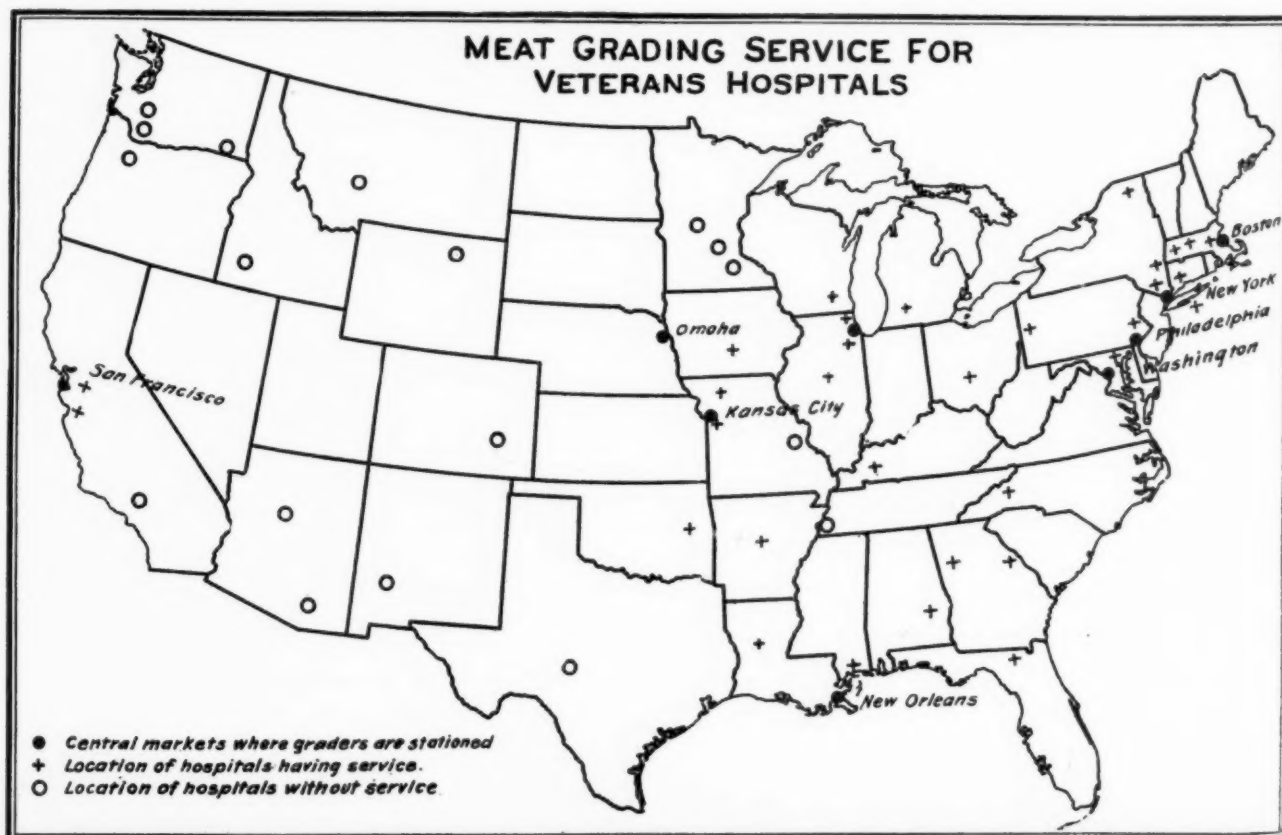 MEAT GRADING SERVICE FOR
VETERANS HOSPITALS
Boston
New York
Omaha
Philadelphia
Washington
San Francisco
Kansas City
New Orleans
Central markets where graders are stationed
Location of hospitals having service.
Location of hospitals without service